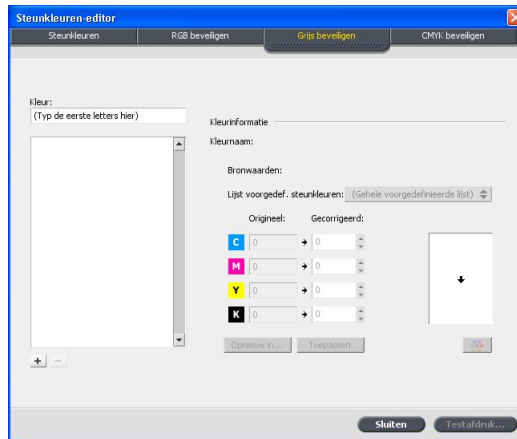 Steunkleuren-editor
Steunkleuren RGB beveiligen Grijs beveiligen CMYK beveiligen
Kleur:
(Typ de eerste letters hier)
Kleurinformatie
Kleurnaam:
Bronwaarden:
Lijst voorgedef. steunkleuren: (Gehele voorgedefinieerde lijst)
Origineel: Gecorrigeerd:
C 0 0
M 0 0
Y 0 0
K 0 0
+ −
Opnieuw in... Toepassen
Sluiten Testafdruk...